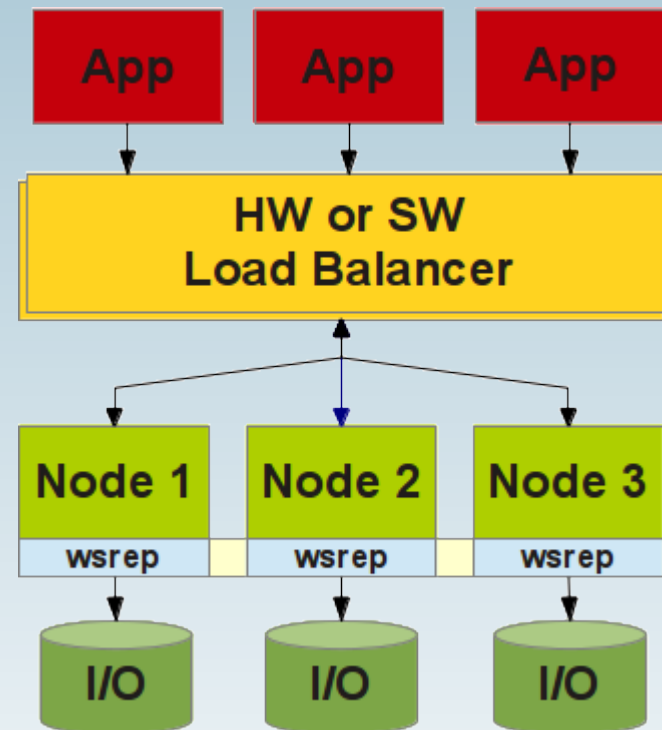 App App App
HW or SW
Load Balancer
Node 1 Node 2 Node 3
wsrep wsrep wsrep
I/O I/O I/O